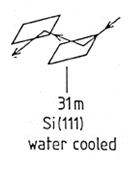 31m
Si(111)
water cooled